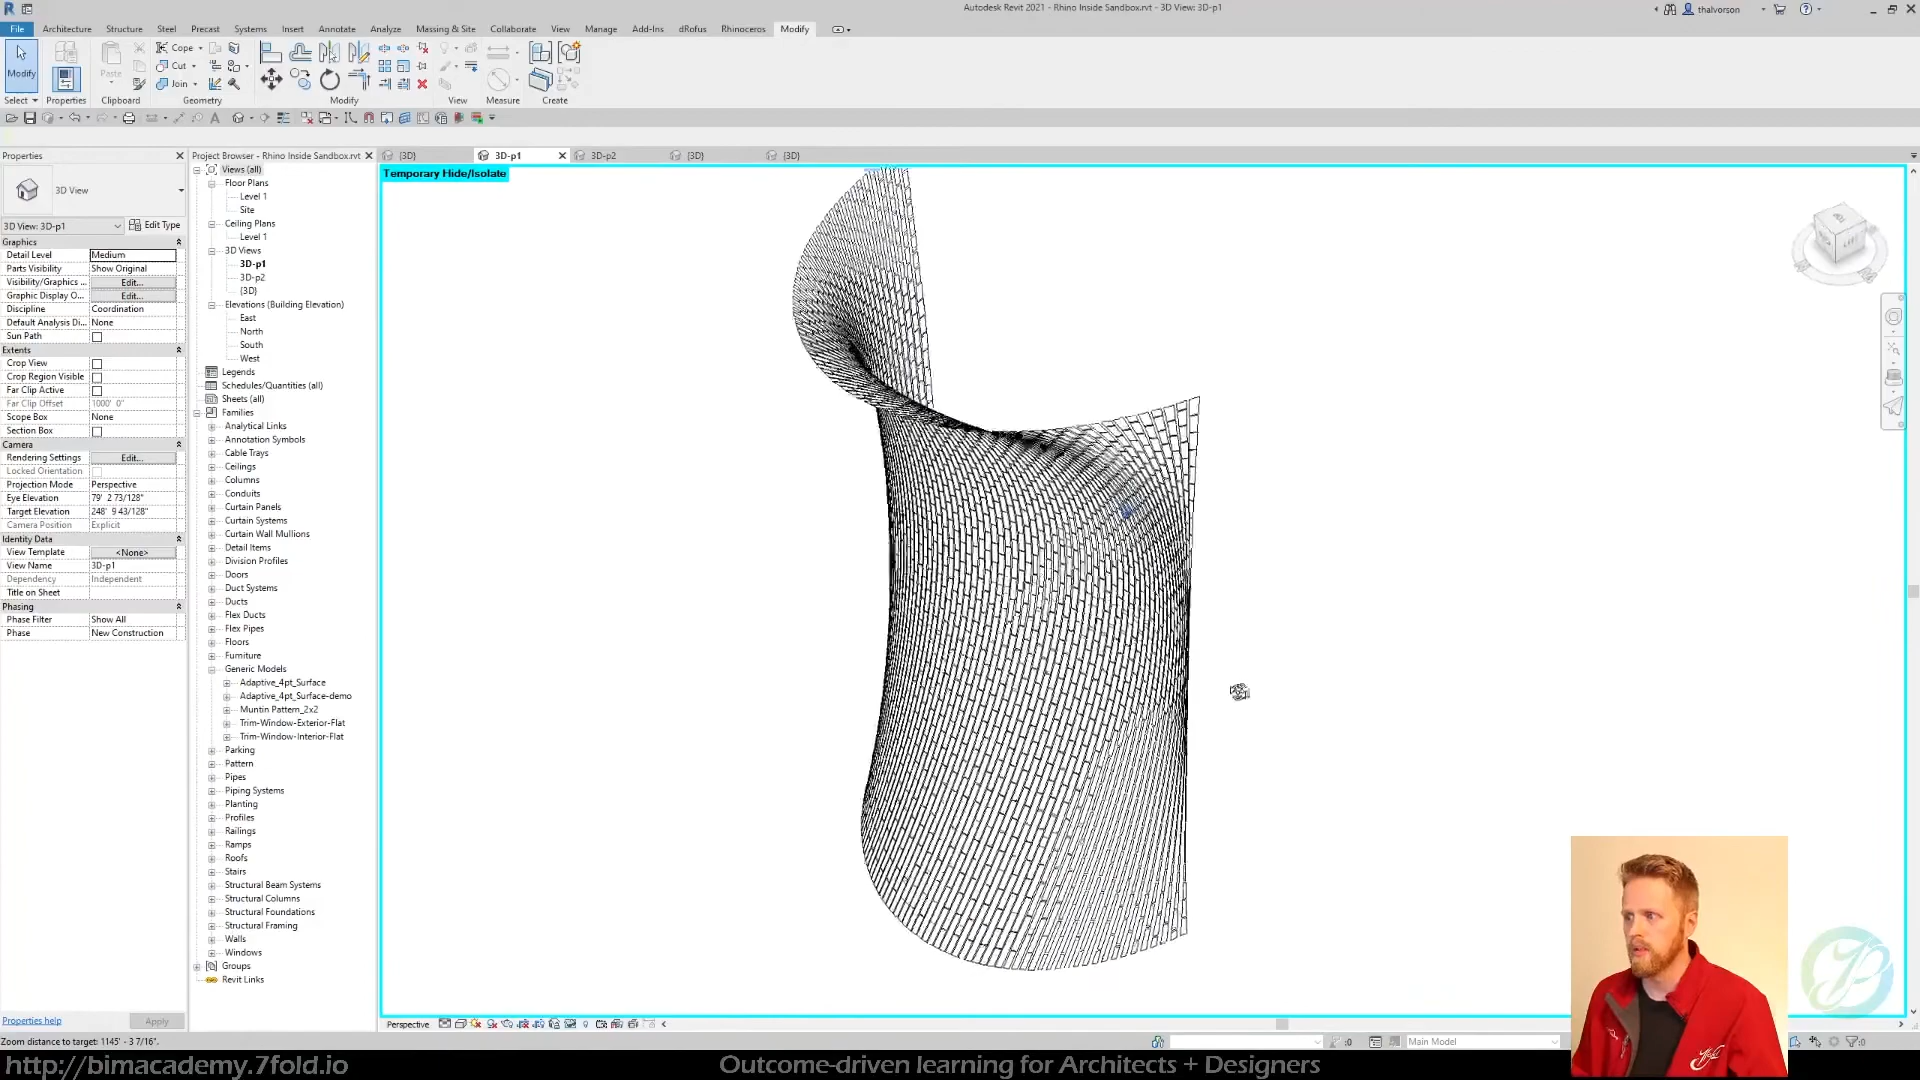 Autodesk Revit 2021 - Rhino Inside Sandbox.rvt - 3D View: 3D-p1
thalvorson
File Architecture Structure Steel Precast Systems Insert Annotate Analyze Massing & Site Collaborate View Manage Add-Ins dRofus Rhinoceros Modify
Modify
Paste
Cope
Cut
Join
Select Properties Clipboard Geometry Modify View Measure Create
Properties
Project Browser - Rhino Inside Sandbox.rvt
{3D}
3D-p1
3D-p2
{3D}
{3D}
3D View
3D View: 3D-p1
Edit Type
Graphics
Detail Level Medium
Parts Visibility Show Original
Visibility/Graphics ... Edit...
Graphic Display O... Edit...
Discipline Coordination
Default Analysis Di... None
Sun Path
Extents
Crop View
Crop Region Visible
Far Clip Active
Far Clip Offset 1000' 0"
Scope Box None
Section Box
Camera
Rendering Settings Edit...
Locked Orientation
Projection Mode Perspective
Eye Elevation 79' 2 73/128"
Target Elevation 248' 9 43/128"
Camera Position Explicit
Identity Data
View Template <None>
View Name 3D-p1
Dependency Independent
Title on Sheet
Phasing
Phase Filter Show All
Phase New Construction
Properties help
Apply
Views (all)
Floor Plans
Level 1
Site
Ceiling Plans
Level 1
3D Views
3D-p1
3D-p2
{3D}
Elevations (Building Elevation)
East
North
South
West
Legends
Schedules/Quantities (all)
Sheets (all)
Families
Analytical Links
Annotation Symbols
Cable Trays
Ceilings
Columns
Conduits
Curtain Panels
Curtain Systems
Curtain Wall Mullions
Detail Items
Division Profiles
Doors
Duct Systems
Ducts
Flex Ducts
Flex Pipes
Floors
Furniture
Generic Models
Adaptive_4pt_Surface
Adaptive_4pt_Surface-demo
Muntin Pattern_2x2
Trim-Window-Exterior-Flat
Trim-Window-Interior-Flat
Parking
Pattern
Pipes
Piping Systems
Planting
Profiles
Railings
Ramps
Roofs
Stairs
Structural Beam Systems
Structural Columns
Structural Foundations
Structural Framing
Walls
Windows
Groups
Revit Links
Temporary Hide/Isolate
Perspective
Zoom distance to target: 1145' - 3 7/16".
:0
Main Model
:0
http://bimacademy.7fold.io
Outcome-driven learning for Architects + Designers